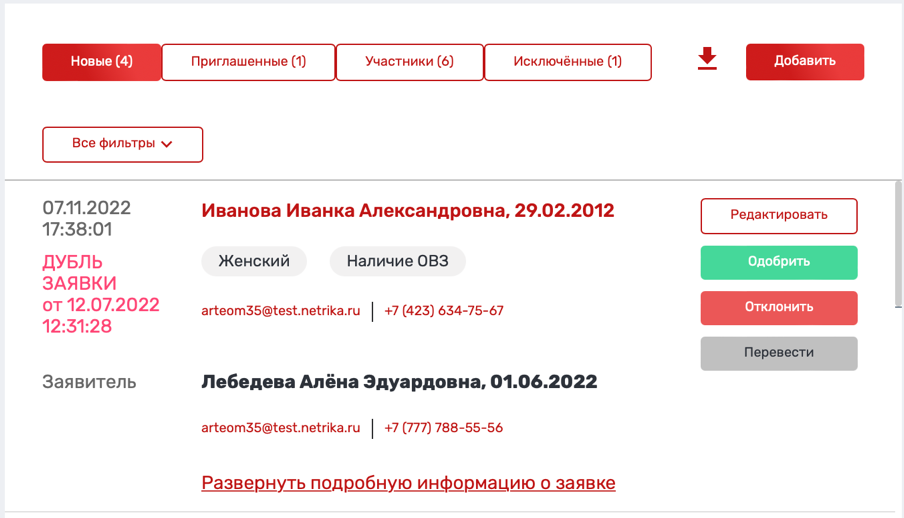 Новые (4)
Приглашенные (1)
Участники (6)
Исключённые (1)
Добавить
Все фильтры
07.11.2022
17:38:01
ДУБЛЬ
ЗАЯВКИ
от 12.07.2022
12:31:28
Иванова Иванка Александровна, 29.02.2012
Женский
Наличие ОВЗ
arteom35@test.netrika.ru
+7 (423) 634-75-67
Редактировать
Одобрить
Отклонить
Перевести
Заявитель
Лебедева Алёна Эдуардовна, 01.06.2022
arteom35@test.netrika.ru
+7 (777) 788-55-56
Развернуть подробную информацию о заявке